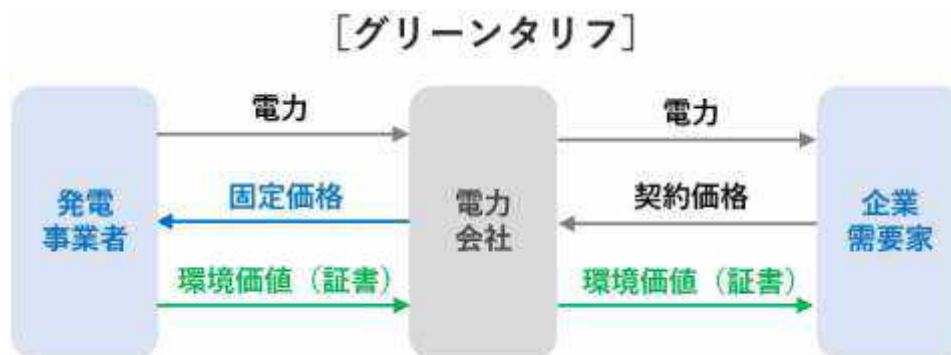 ［グリーンタリフ］
電力
電力
発電
事業者
固定価格
電力
会社
契約価格
企業
需要家
環境価値（証書）
環境価値（証書）